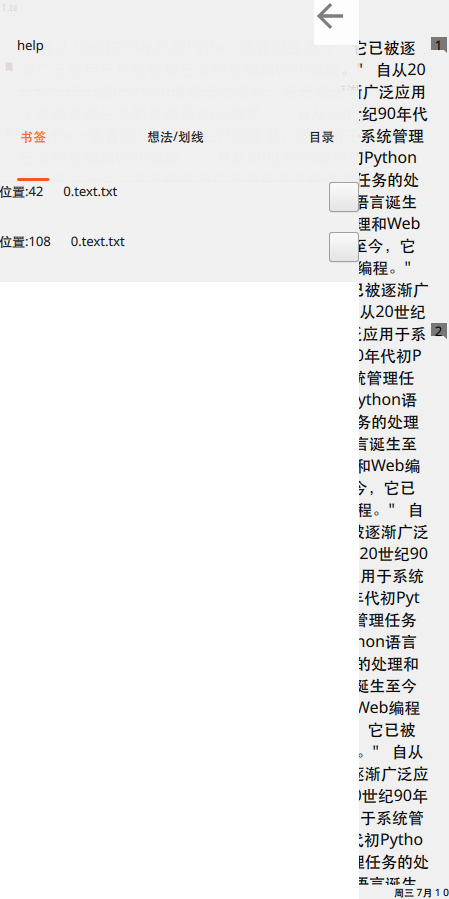 help
书签 想法/划线 目录
位置:42 0.text.txt
位置:108 0.text.txt
它已被逐
1
。" 自从20
广泛应用
世纪90年代
系统管理
初Python
任务的处
语言诞生
理和Web
至今，它
编程。"
已被逐渐广
从20世纪
2
泛应用于系
0年代初P
统管理任
ython语
务的处理
言诞生至
和Web编
今，它已
程。" 自
被逐渐广泛
20世纪90
用于系统
年代初Pyt
管理任务
hon语言
的处理和
诞生至今
Web编程
它已被
。" 自从
逐渐广泛应
0世纪90年
于系统管
代初Pytho
理任务的处
语言诞生
周三 7月 1 0